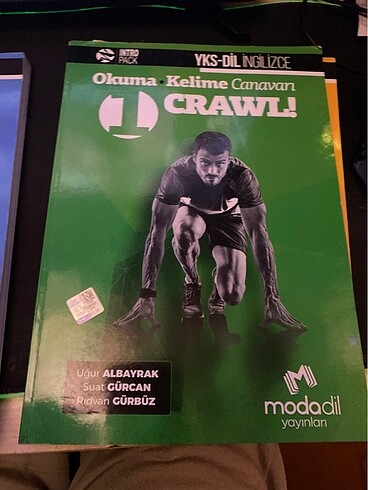 INTRO
PACK
YKS-DİL İNGİLİZCE
Okuma • Kelime Canavarı
1 CRAWL!
Uğur ALBAYRAK
Suat GÜRCAN
Rıdvan GÜRBÜZ
modadil
yayınları